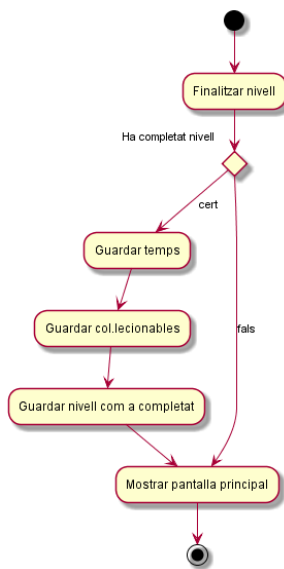 Finalitzar nivell
Ha completat nivell
cert
Guardar temps
Guardar col.lecionables
fals
Guardar nivell com a completat
Mostrar pantalla principal